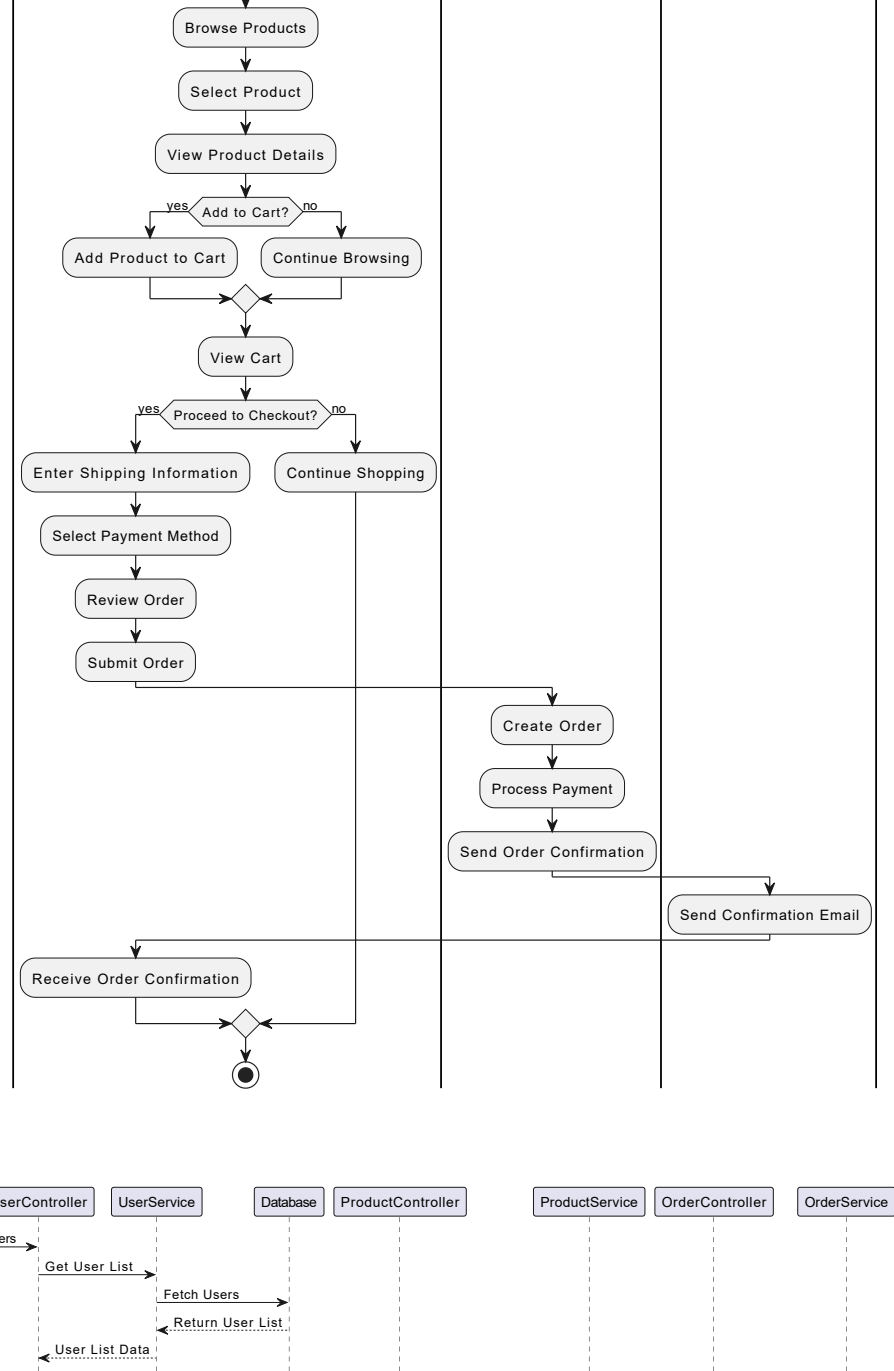 Browse Products
Select Product
View Product Details
yes
Add to Cart?
no
Add Product to Cart
Continue Browsing
View Cart
yes
Proceed to Checkout?
no
Enter Shipping Information
Continue Shopping
Select Payment Method
Review Order
Submit Order
Create Order
Process Payment
Send Order Confirmation
Send Confirmation Email
Receive Order Confirmation
serController
UserService
Database
ProductController
ProductService
OrderController
OrderService
ers
Get User List
Fetch Users
Return User List
User List Data